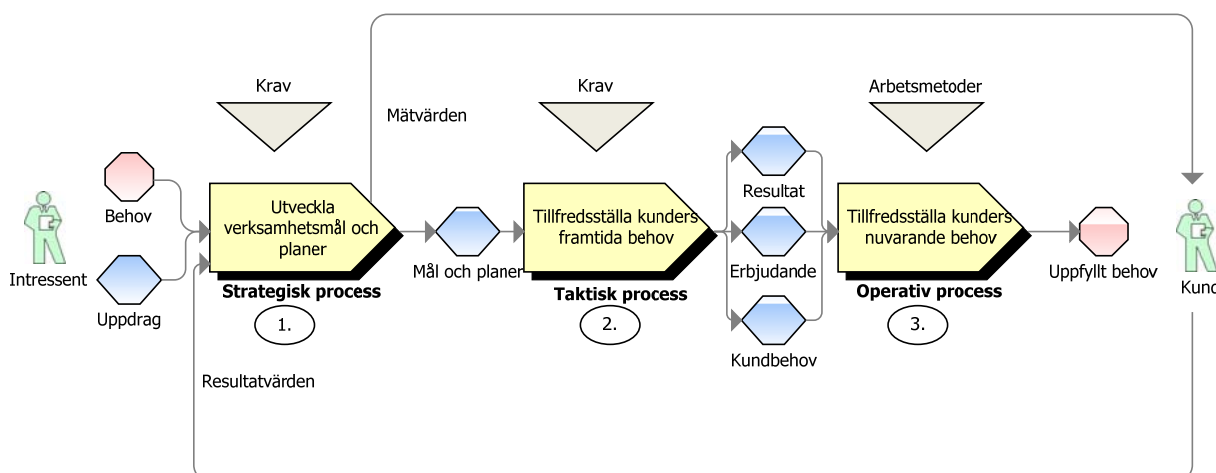 Krav
Krav
Arbetsmetoder
Mätvärden
Behov
Intressent
Uppdrag
Utveckla
verksamhetsmål och
planer
Strategisk process
1.
Mål och planer
Tillfredsställa kunders
framtida behov
Taktisk process
2.
Resultat
Erbjudande
Kundbehov
Tillfredsställa kunders
nuvarande behov
Operativ process
3.
Uppfyllt behov
Kund
Resultatvärden